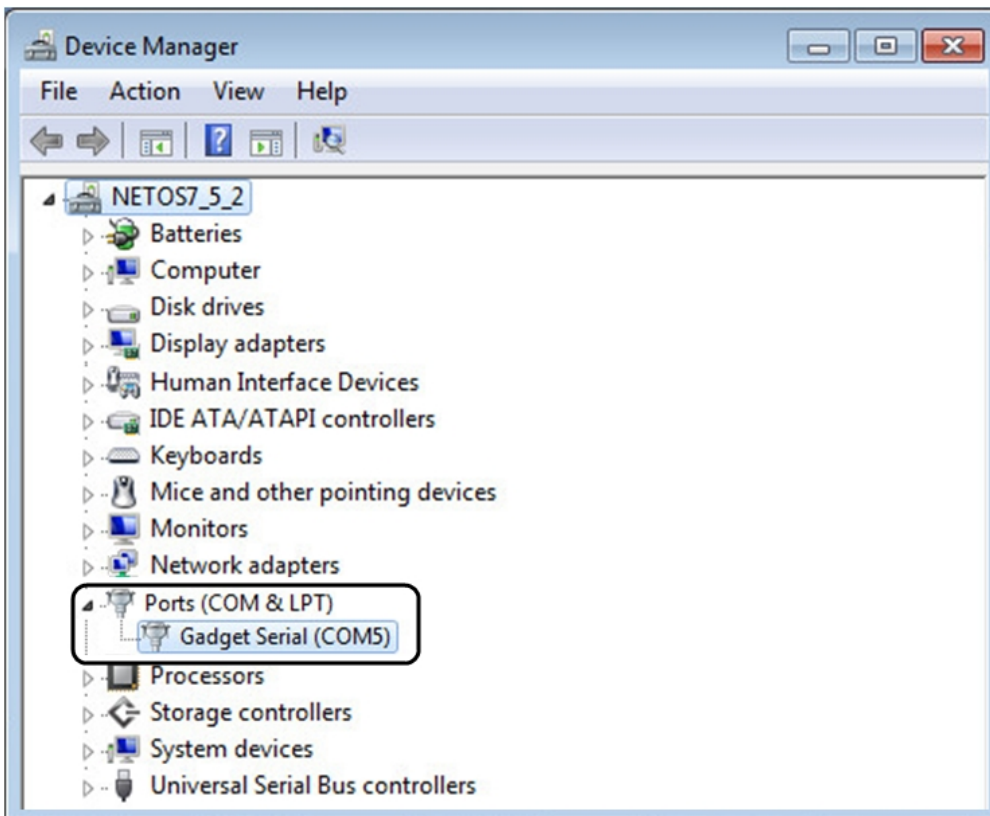 Device Manager
File Action View Help
NETOS7_5_2
Batteries
Computer
Disk drives
Display adapters
Human Interface Devices
IDE ATA/ATAPI controllers
Keyboards
Mice and other pointing devices
Monitors
Network adapters
Ports (COM & LPT)
Gadget Serial (COM5)
Processors
Storage controllers
System devices
Universal Serial Bus controllers